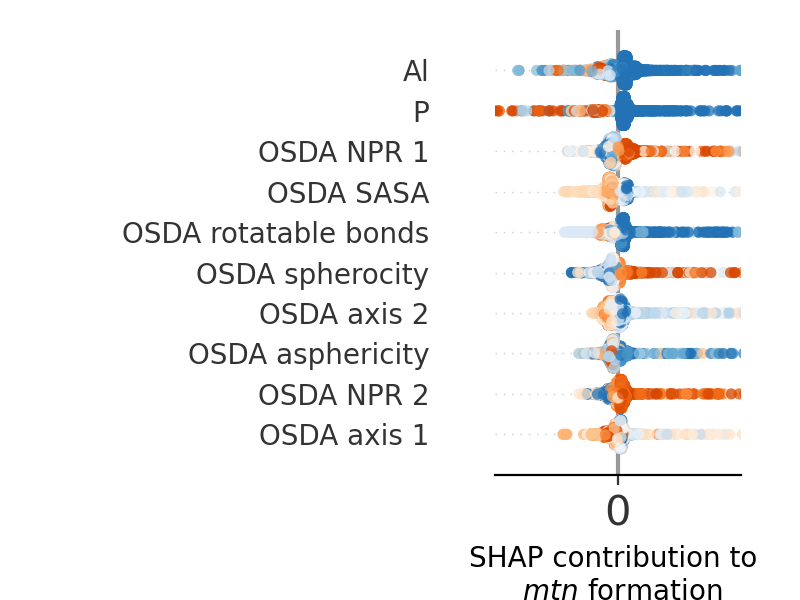 Al
P
OSDA NPR 1
OSDA SASA
OSDA rotatable bonds
OSDA spherocity
OSDA axis 2
OSDA asphericity
OSDA NPR 2
OSDA axis 1
0
SHAP contribution to
mtn formation